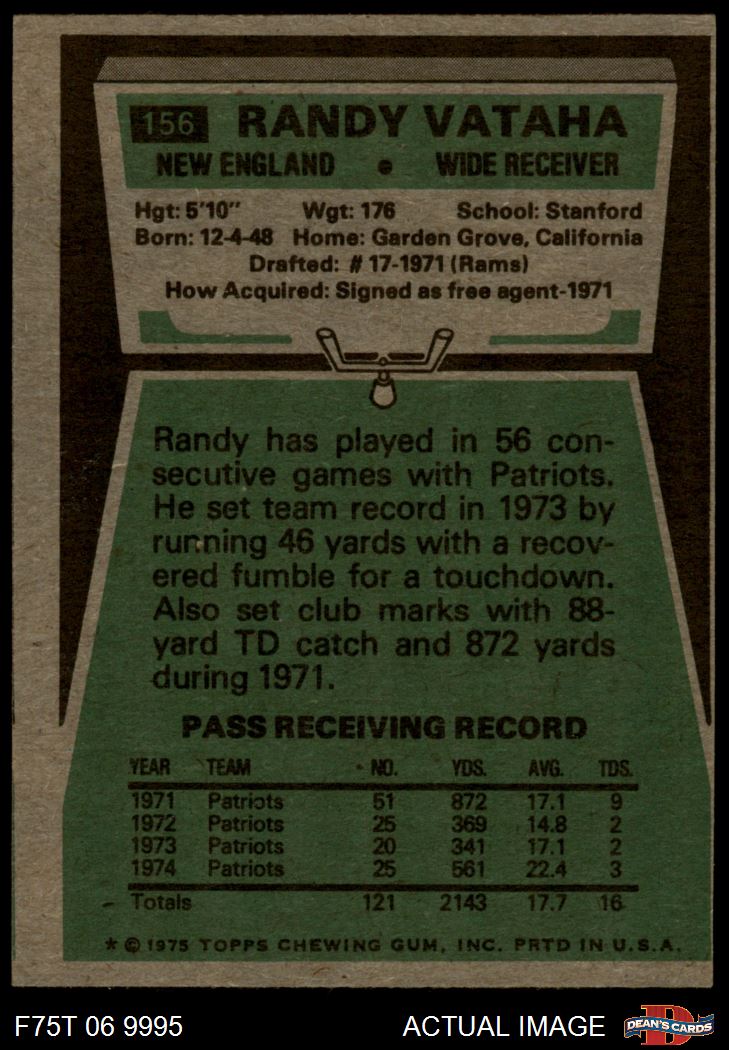 156 RANDY VATAHA
NEW ENGLAND • WIDE RECEIVER
Hgt: 5'10" Wgt: 176 School: Stanford
Born: 12-4-48 Home: Garden Grove, California
Drafted: # 17-1971 (Rams)
How Acquired: Signed as free agent-1971
Randy has played in 56 con-
secutive games with Patriots.
He set team record in 1973 by
running 46 yards with a recov-
ered fumble for a touchdown.
Also set club marks with 88-
yard TD catch and 872 yards
during 1971.
PASS RECEIVING RECORD
YEAR TEAM NO. YDS. AVG. TDS.
1971 Patriots 51 872 17.1 9
1972 Patriots 25 369 14.8 2
1973 Patriots 20 341 17.1 2
1974 Patriots 25 561 22.4 3
Totals 121 2143 17.7 16
* © 1975 TOPPS CHEWING GUM, INC. PRTD IN U.S.A.
F75T 06 9995 ACTUAL IMAGE DEAN'S CARDS